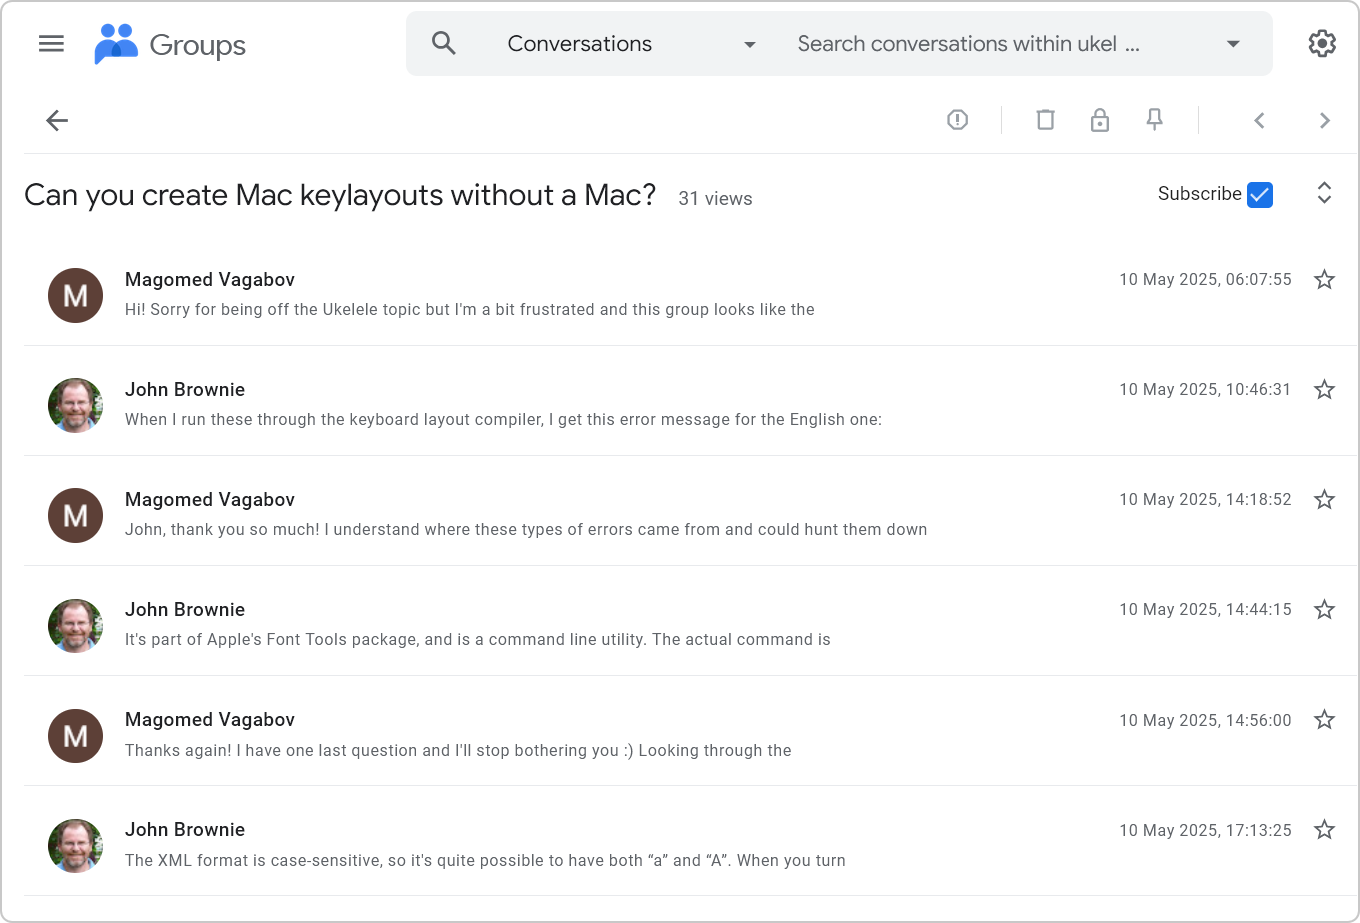 Groups
Conversations
Search conversations within ukel ...
Can you create Mac keylayouts without a Mac? 31 views
Subscribe
M
Magomed Vagabov 10 May 2025, 06:07:55
Hi! Sorry for being off the Ukelele topic but I'm a bit frustrated and this group looks like the
John Brownie 10 May 2025, 10:46:31
When I run these through the keyboard layout compiler, I get this error message for the English one:
M
Magomed Vagabov 10 May 2025, 14:18:52
John, thank you so much! I understand where these types of errors came from and could hunt them down
John Brownie 10 May 2025, 14:44:15
It's part of Apple's Font Tools package, and is a command line utility. The actual command is
M
Magomed Vagabov 10 May 2025, 14:56:00
Thanks again! I have one last question and I'll stop bothering you :) Looking through the
John Brownie 10 May 2025, 17:13:25
The XML format is case-sensitive, so it's quite possible to have both “a” and “A”. When you turn